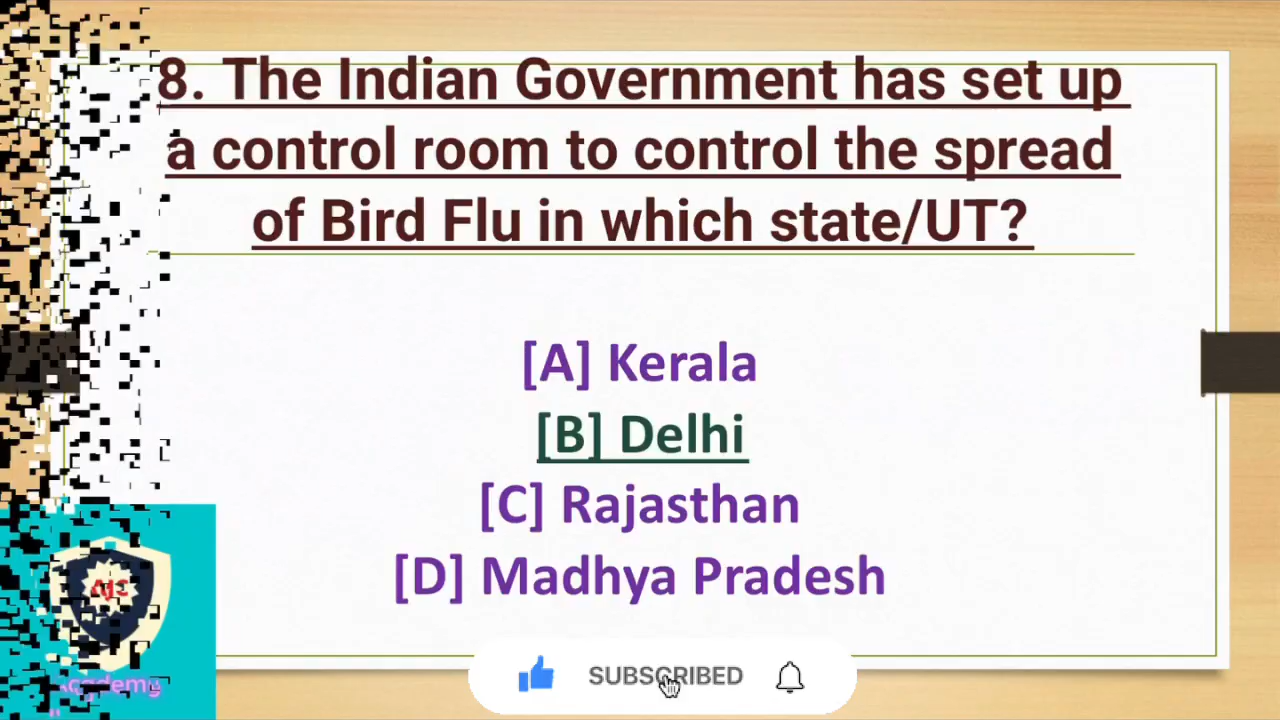 8. The Indian Government has set up
a control room to control the spread
of Bird Flu in which state/UT?
[A] Kerala
[B] Delhi
[C] Rajasthan
[D] Madhya Pradesh
SUBSCRIBED